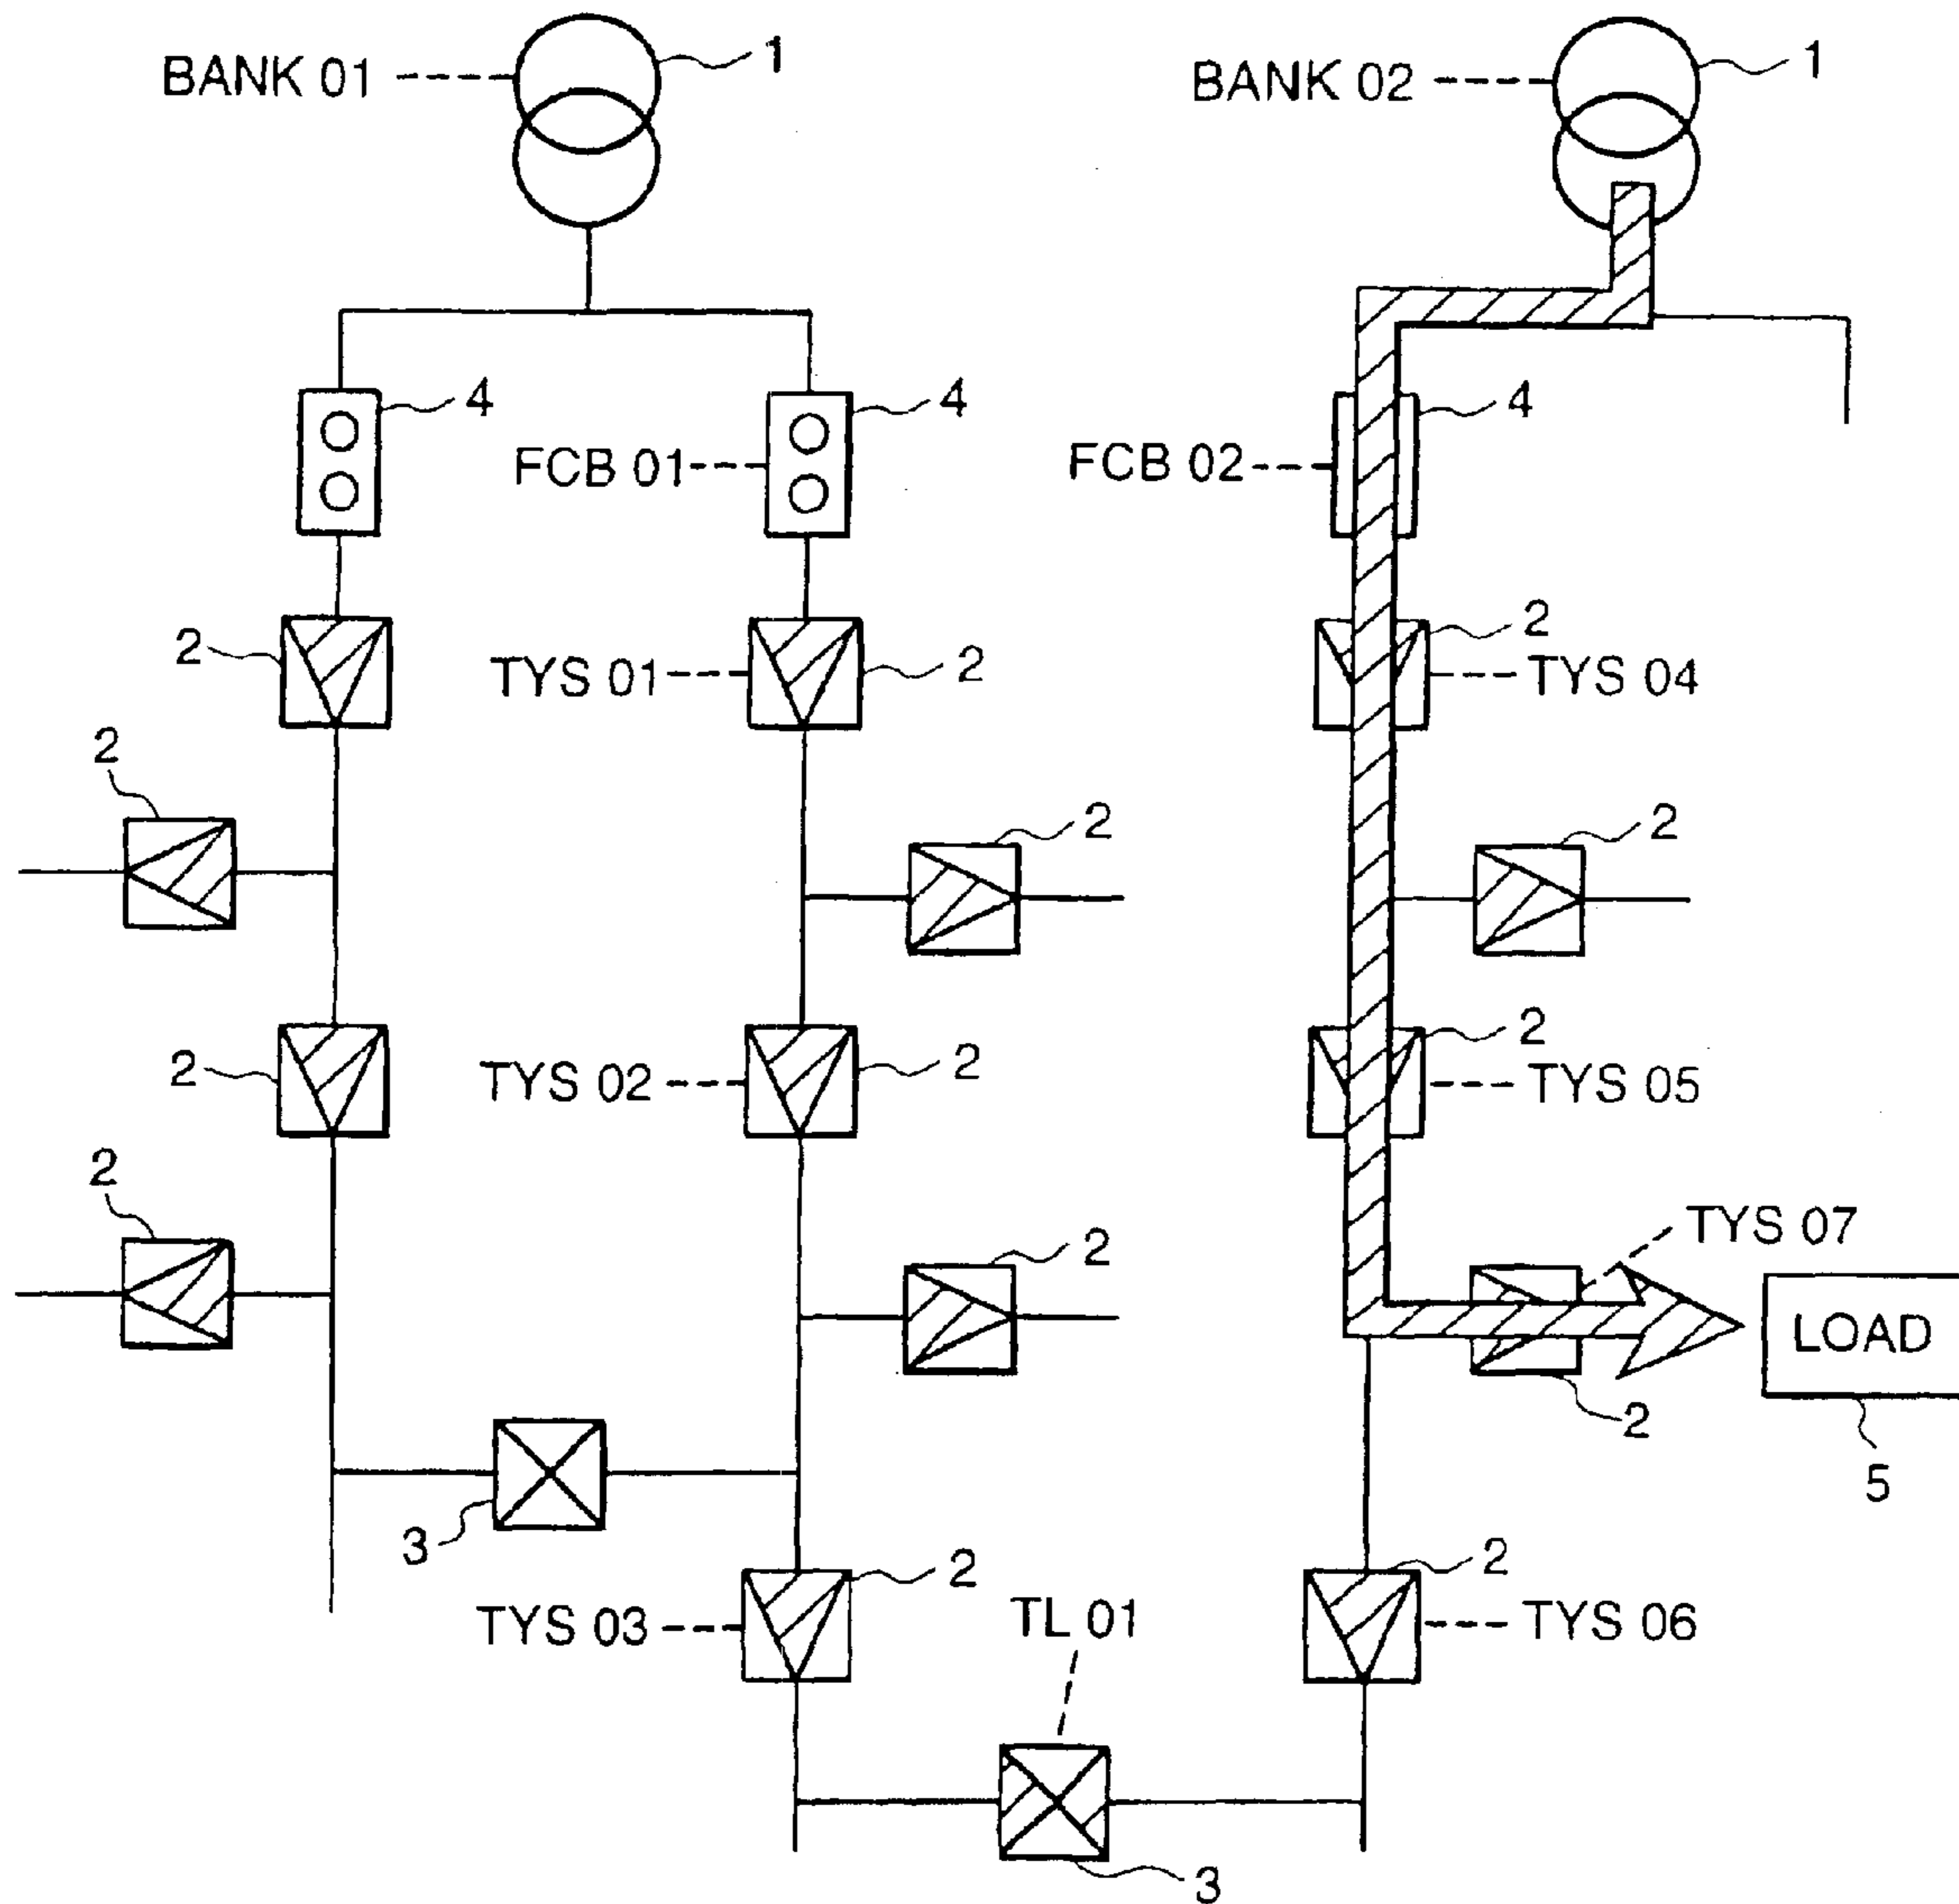 BANK 01 1 BANK 02 1
4 4 4
FCB 01 FCB 02
2 TYS 01 2 2
TYS 04
2 2 2
2 TYS 02 2 2
TYS 05
2 2 TYS 07
LOAD
2
5
3
2 2
TYS 03 TL 01 TYS 06
3